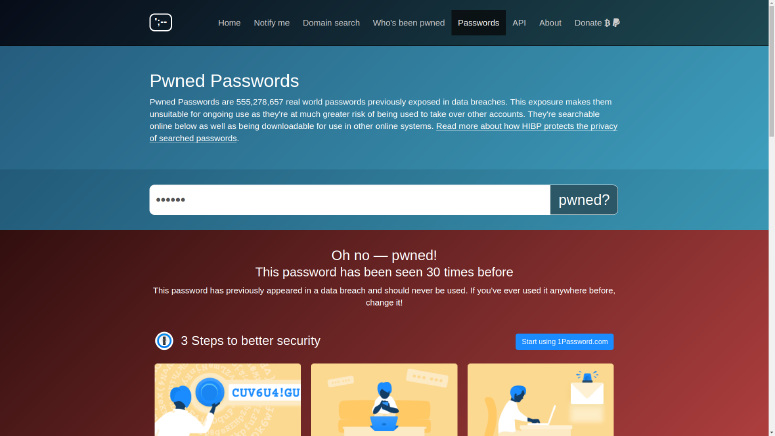 Home Notify me Domain search Who's been pwned Passwords API About Donate
Pwned Passwords
Pwned Passwords are 555,278,657 real world passwords previously exposed in data breaches. This exposure makes them
unsuitable for ongoing use as they're at much greater risk of being used to take over other accounts. They're searchable
online below as well as being downloadable for use in other online systems. Read more about how HIBP protects the privacy
of searched passwords.
•••••• pwned?
Oh no — pwned!
This password has been seen 30 times before
This password has previously appeared in a data breach and should never be used. If you've ever used it anywhere before,
change it!
3 Steps to better security Start using 1Password.com
CUV6U4!GU